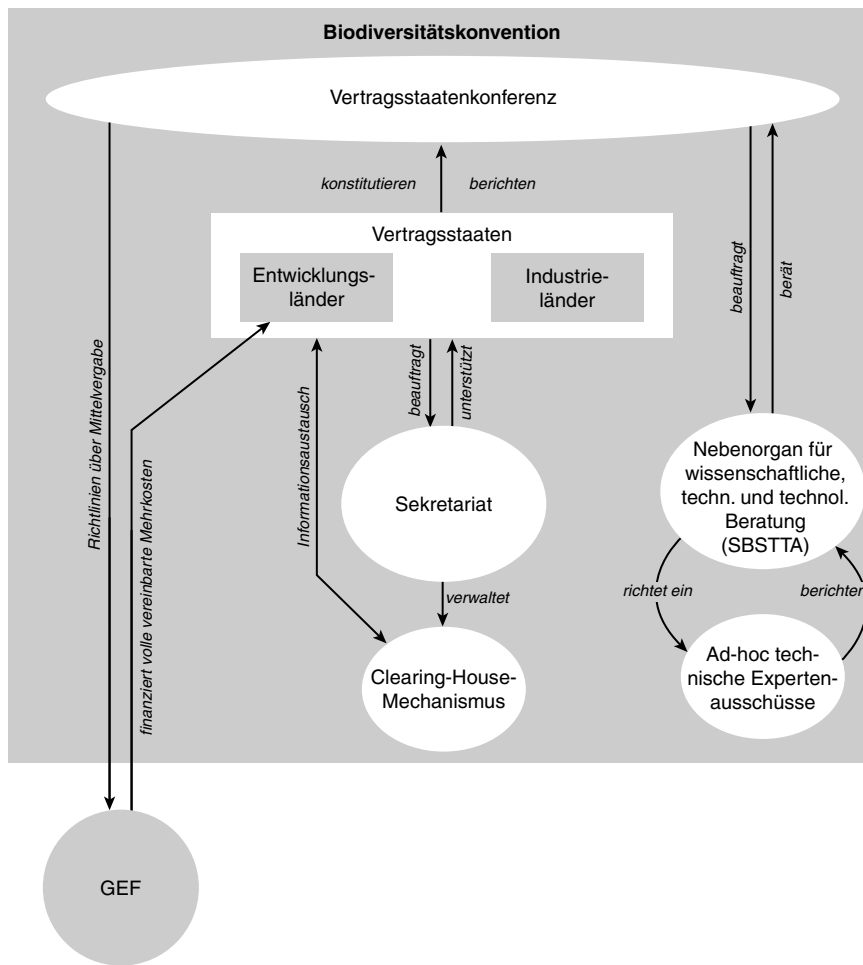 Biodiversitätskonvention
Vertragsstaatenkonferenz
konstitutieren
berichten
Vertragsstaaten
Entwicklungs-
länder
Industrie-
länder
beauftragt
berät
Richtlinien über Mittelvergabe
finanziert volle vereinbarte Mehrkosten
Informationsaustausch
beauftragt
unterstützt
Sekretariat
Nebenorgan für
wissenschaftliche,
techn. und technol.
Beratung
(SBSTTA)
verwaltet
richtet ein
berichten
Clearing-House-
Mechanismus
Ad-hoc tech-
nische Experten-
ausschüsse
GEF